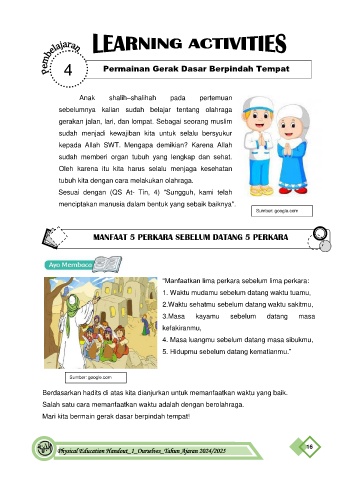 Pembelajaran
4
LEARNING ACTIVITIES
Permainan Gerak Dasar Berpindah Tempat
Anak shalih–shalihah pada pertemuan
sebelumnya kalian sudah belajar tentang olahraga
gerakan jalan, lari, dan lompat. Sebagai seorang muslim
sudah menjadi kewajiban kita untuk selalu bersyukur
kepada Allah SWT. Mengapa demikian? Karena Allah
sudah memberi organ tubuh yang lengkap dan sehat.
Oleh karena itu kita harus selalu menjaga kesehatan
tubuh kita dengan cara melakukan olahraga.
Sesuai dengan (QS At- Tin, 4) "Sungguh, kami telah
menciptakan manusia dalam bentuk yang sebaik baiknya".
Sumber: google.com
MANFAAT 5 PERKARA SEBELUM DATANG 5 PERKARA
Ayo Membaca
"Manfaatkan lima perkara sebelum lima perkara:
1. Waktu mudamu sebelum datang waktu tuamu,
2.Waktu sehatmu sebelum datang waktu sakitmu,
3.Masa kayamu sebelum datang masa
kefakiranmu,
4. Masa luangmu sebelum datang masa sibukmu,
5. Hidupmu sebelum datang kematianmu."
Sumber: google.com
Berdasarkan hadits di atas kita dianjurkan untuk memanfaatkan waktu yang baik.
Salah satu cara memanfaatkan waktu adalah dengan berolahraga.
Mari kita bermain gerak dasar berpindah tempat!
Physical Education Handout_1_Ourselves_Tahun Ajaran 2024/2025
16